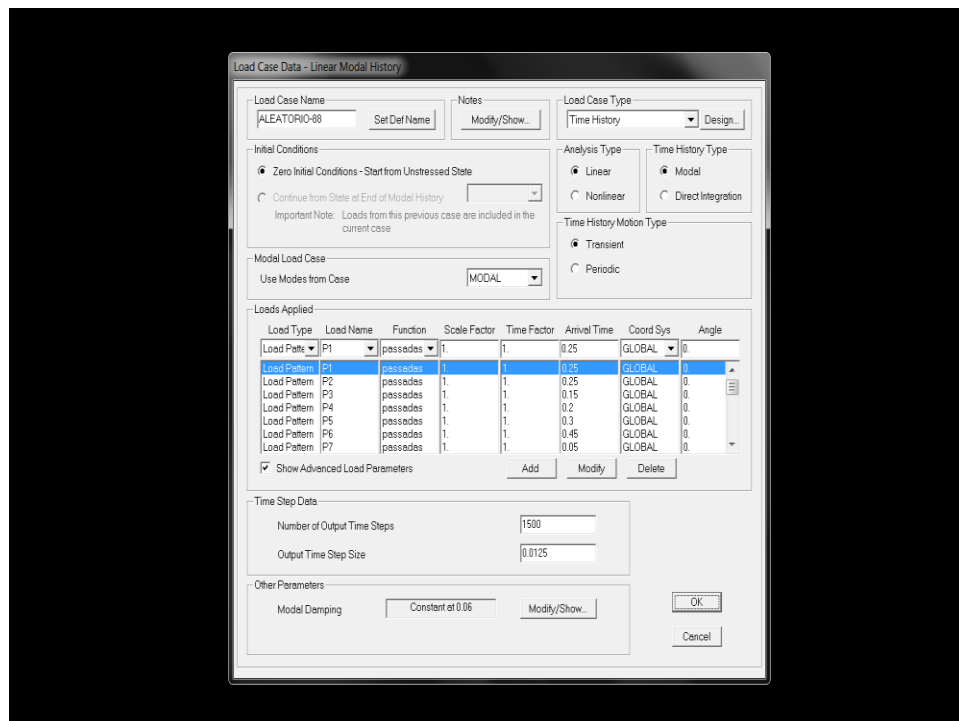 Load Case Data - Linear Modal History
Load Case Name
ALEATORIO-88
Set Def Name
Notes
Modify/Show...
Load Case Type
Time History
Design...
Initial Conditions
Zero Initial Conditions - Start from Unstressed State
Continue from State at End of Modal History
Important Note: Loads from this previous case are included in the
current case
Analysis Type
Linear
Nonlinear
Time History Type
Modal
Direct Integration
Time History Motion Type
Transient
Periodic
Modal Load Case
Use Modes from Case
MODAL
Loads Applied
Load Type Load Name Function Scale Factor Time Factor Arrival Time Coord Sys Angle
Load Patte P1 passadas 1. 1. 0.25 GLOBAL 0.
Load Pattern P1 passadas 1. 1. 0.25 GLOBAL 0.
Load Pattern P2 passadas 1. 1. 0.25 GLOBAL 0.
Load Pattern P3 passadas 1. 1. 0.15 GLOBAL 0.
Load Pattern P4 passadas 1. 1. 0.2 GLOBAL 0.
Load Pattern P5 passadas 1. 1. 0.3 GLOBAL 0.
Load Pattern P6 passadas 1. 1. 0.45 GLOBAL 0.
Load Pattern P7 passadas 1. 1. 0.05 GLOBAL 0.
Show Advanced Load Parameters
Add
Modify
Delete
Time Step Data
Number of Output Time Steps
1500
Output Time Step Size
0.0125
Other Parameters
Modal Damping
Constant at 0.06
Modify/Show...
OK
Cancel